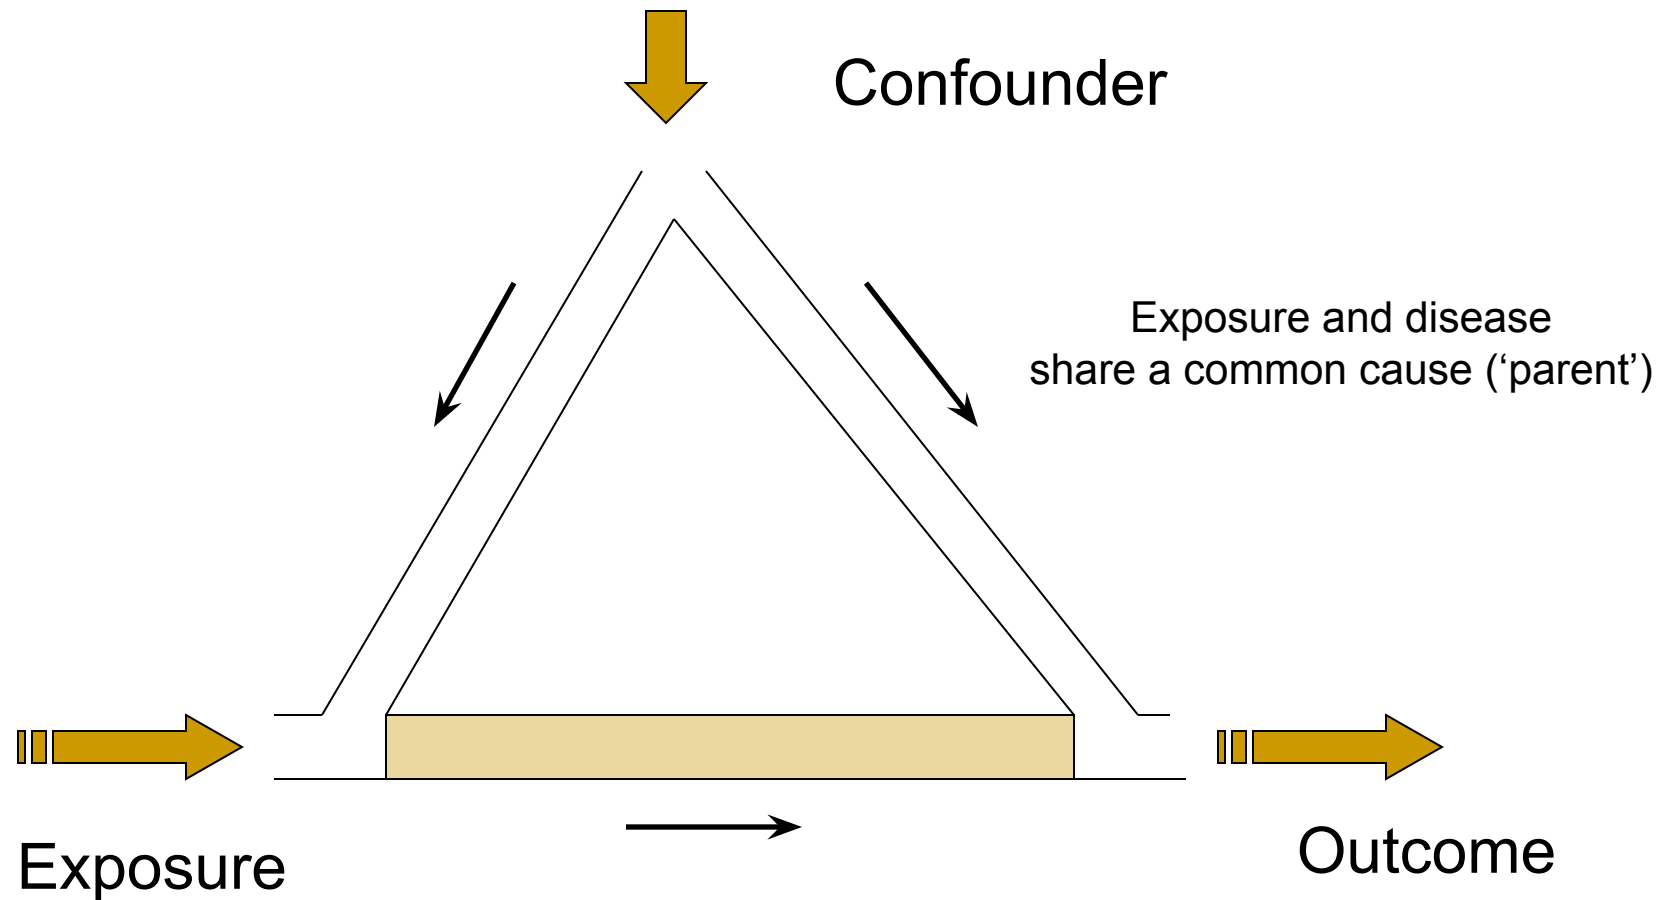 Confounder
Exposure and disease
share a common cause (‘parent’)
Exposure
Outcome